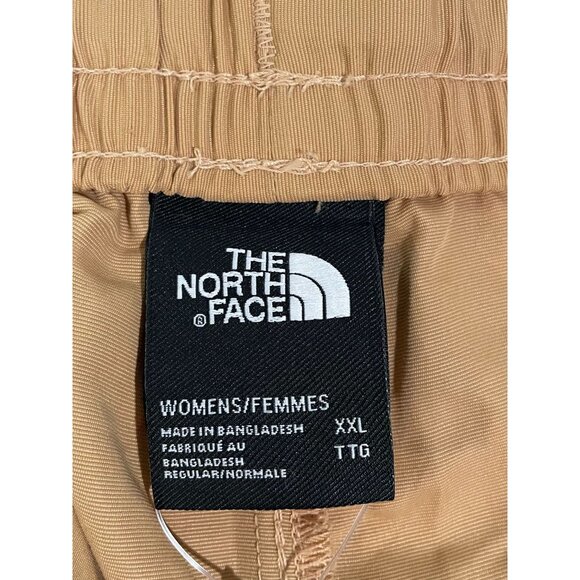 THE
NORTH
FACE ®
WOMENS/FEMMES
MADE IN BANGLADESH XXL
FABRIQUÉ AU TTG
BANGLADESH
REGULAR/NORMALE